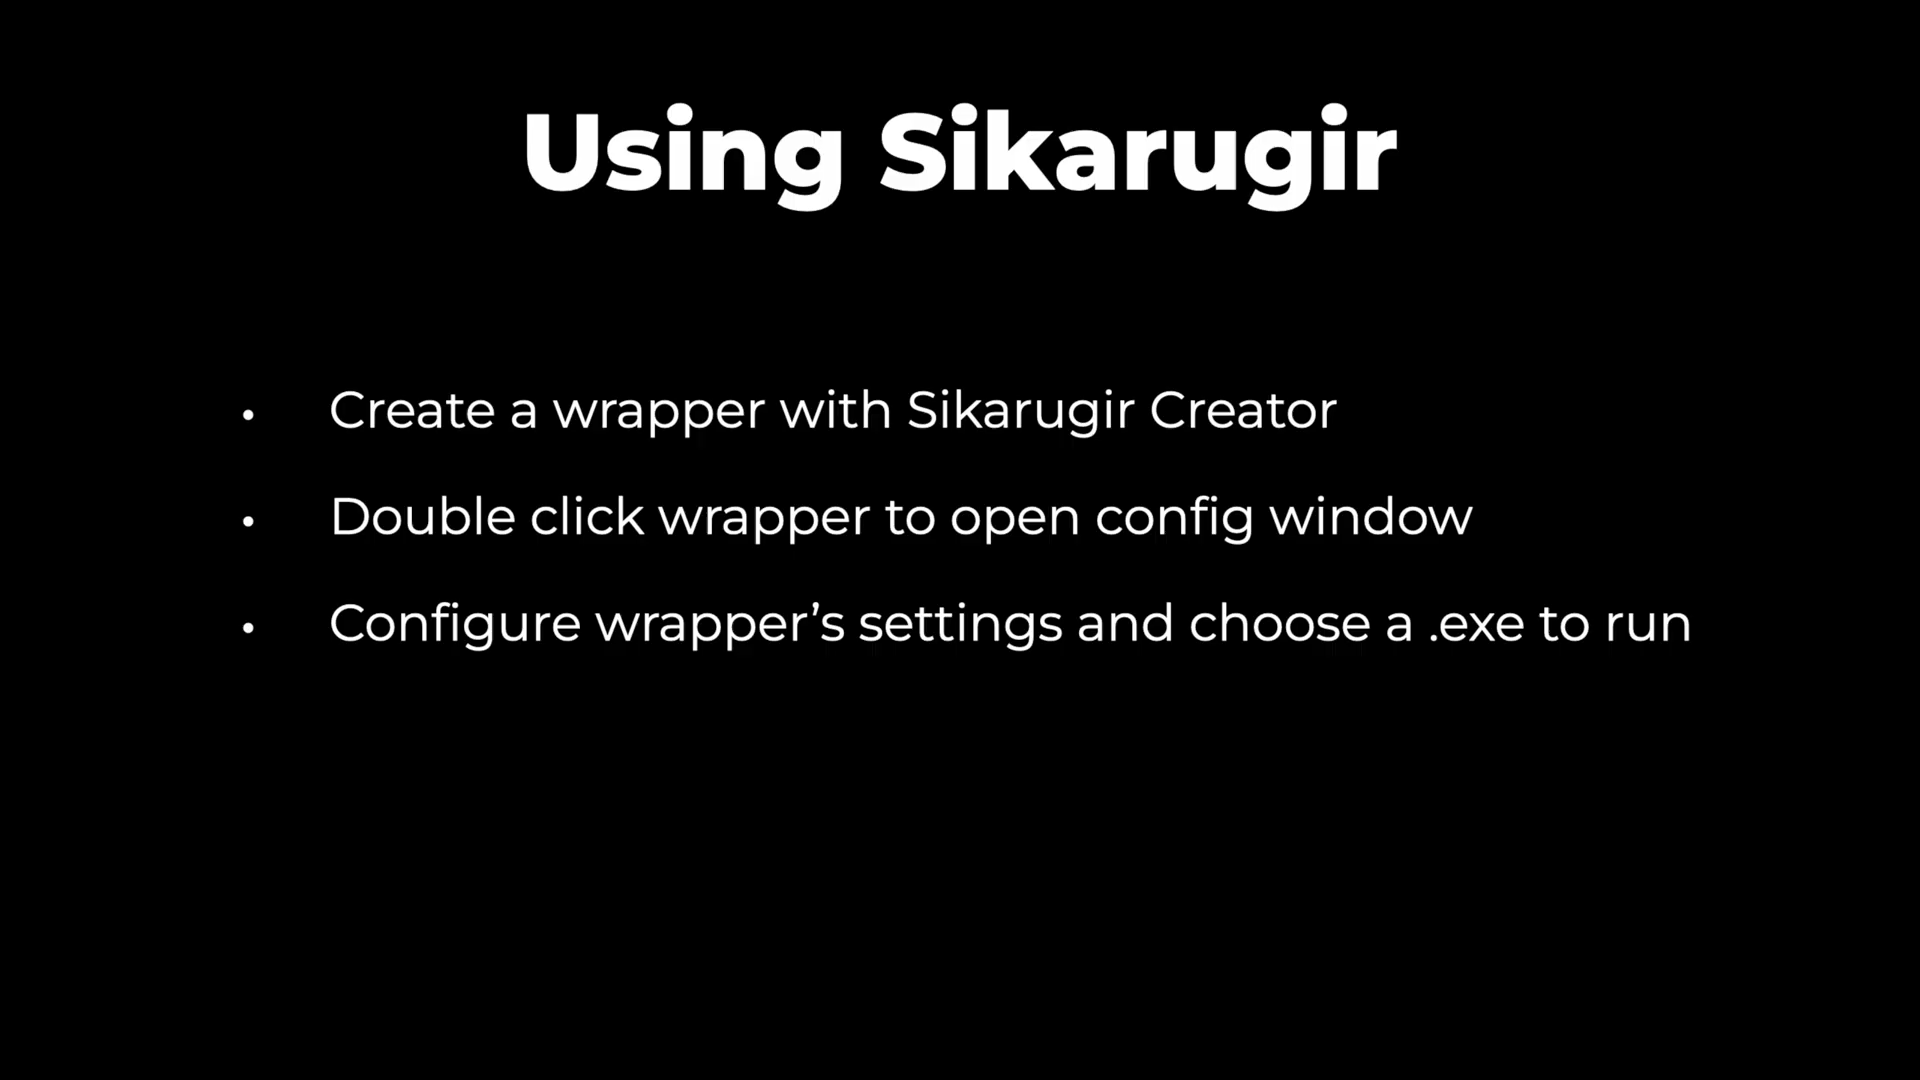 Using Sikarugir
• Create a wrapper with Sikarugir Creator
• Double click wrapper to open config window
• Configure wrapper’s settings and choose a .exe to run